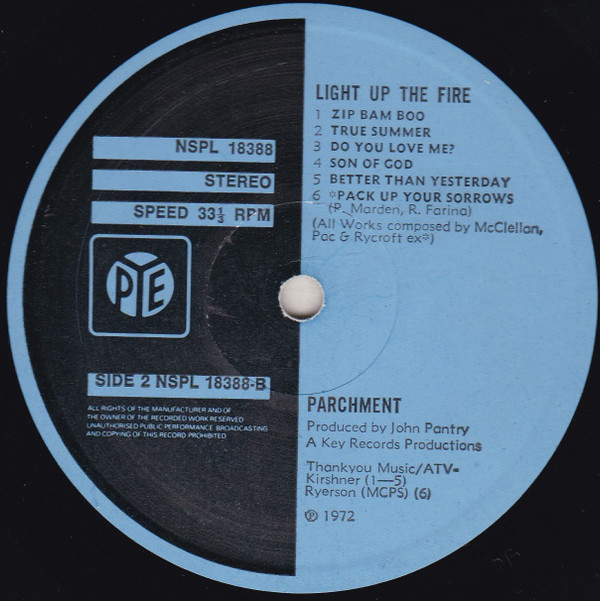 LIGHT UP THE FIRE
1 ZIP BAM BOO
2 TRUE SUMMER
3 DO YOU LOVE ME?
4 SON OF GOD
5 BETTER THAN YESTERDAY
6 *PACK UP YOUR SORROWS
(P. Marden, R. Farina)
(All Works composed by McClellan,
Pac & Rycroft ex*)
NSPL 18388
STEREO
SPEED 33⅓ RPM
PYE
SIDE 2 NSPL 18388-B
ALL RIGHTS OF THE MANUFACTURER AND OF
THE OWNER OF THE RECORDED WORK RESERVED
UNAUTHORISED PUBLIC PERFORMANCE BROADCASTING
AND COPYING OF THIS RECORD PROHIBITED
PARCHMENT
Produced by John Pantry
A Key Records Productions
Thankyou Music/ATV-
Kirshner (1—5)
Ryerson (MCPS) (6)
℗ 1972